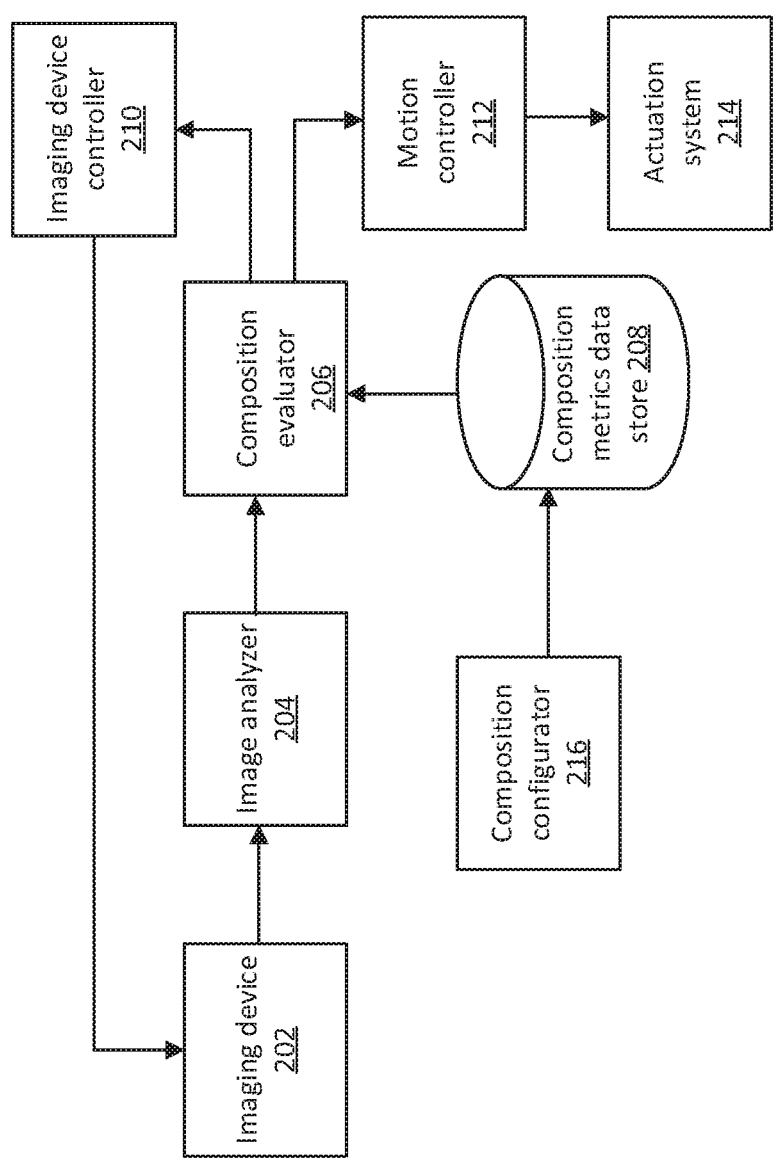 Imaging device
202
Image analyzer
204
Composition
evaluator
206
Imaging device
controller
210
Motion
controller
212
Actuation
system
214
Composition
metrics data
store 208
Composition
configurator
216